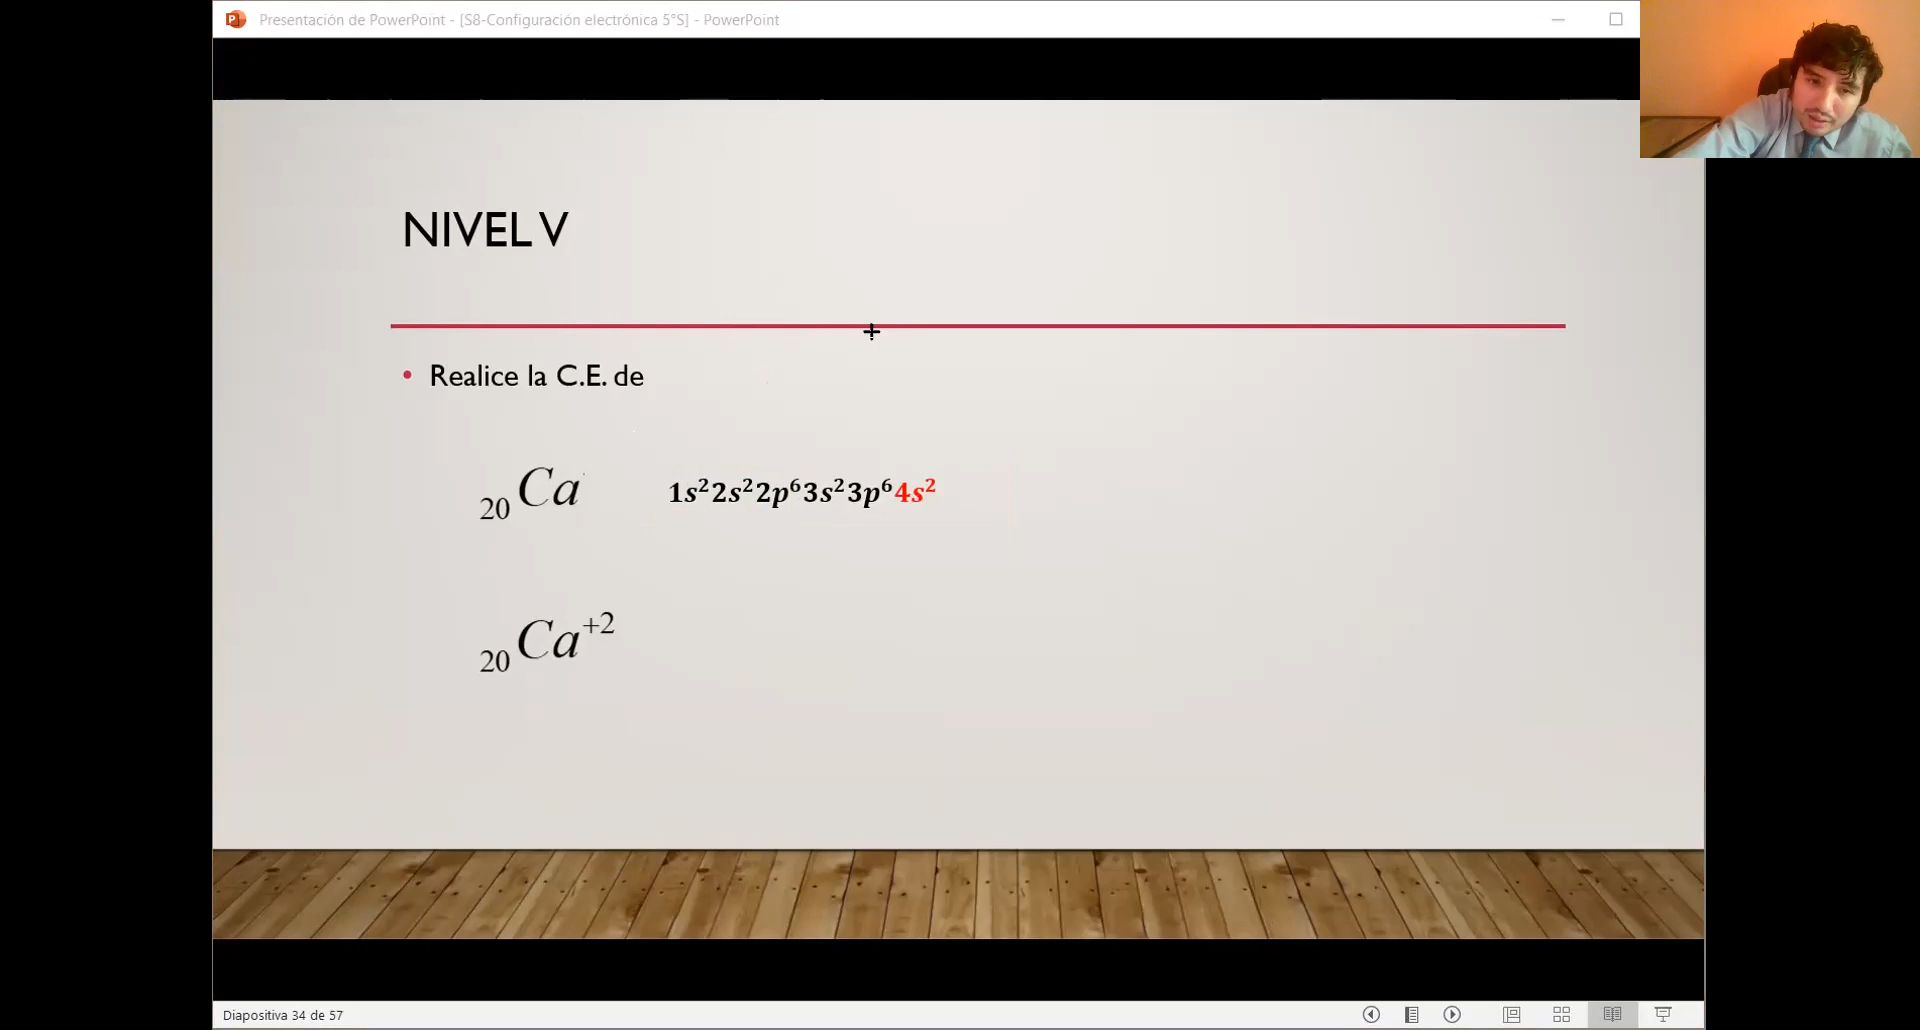 Presentación de PowerPoint - [S8-Configuración electrónica 5°S] - PowerPoint
NIVEL V
• Realice la C.E. de
₂₀Ca 1s²2s²2p⁶3s²3p⁶4s²
₂₀Ca⁺²
Diapositiva 34 de 57